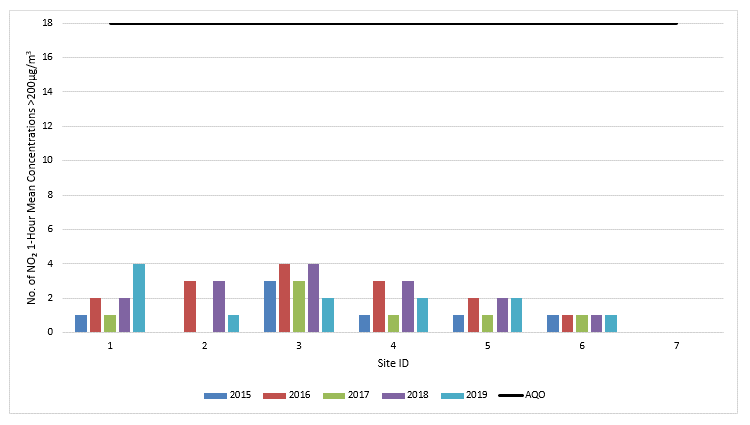 No. of NO₂ 1-Hour Mean Concentrations >200µg/m³
18
16
14
12
10
8
6
4
2
0
1 2 3 4 5 6 7
Site ID
2015 2016 2017 2018 2019 AQO